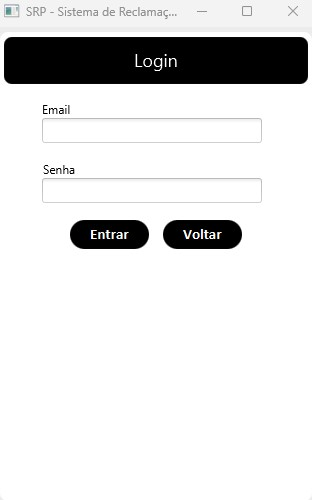 SRP - Sistema de Reclamaç...
Login
Email
Senha
Entrar
Voltar